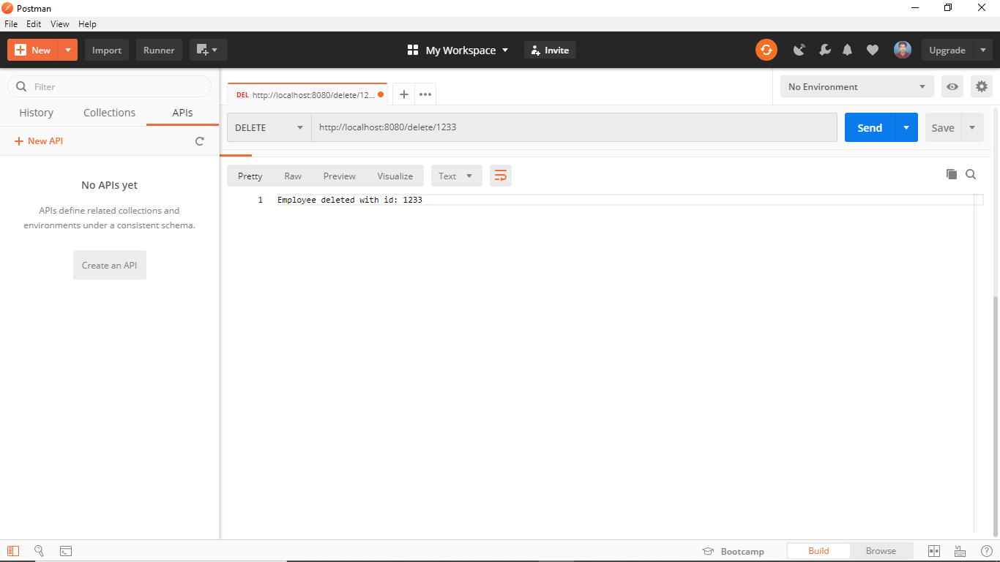 Postman
File Edit View Help
New Import Runner My Workspace Invite Upgrade
Filter
History Collections APIs
New API
No APIs yet
APIs define related collections and
environments under a consistent schema.
Create an API
DEL http://localhost:8080/delete/12...
No Environment
DELETE http://localhost:8080/delete/1233 Send Save
Pretty Raw Preview Visualize Text
1 Employee deleted with id: 1233
Bootcamp Build Browse